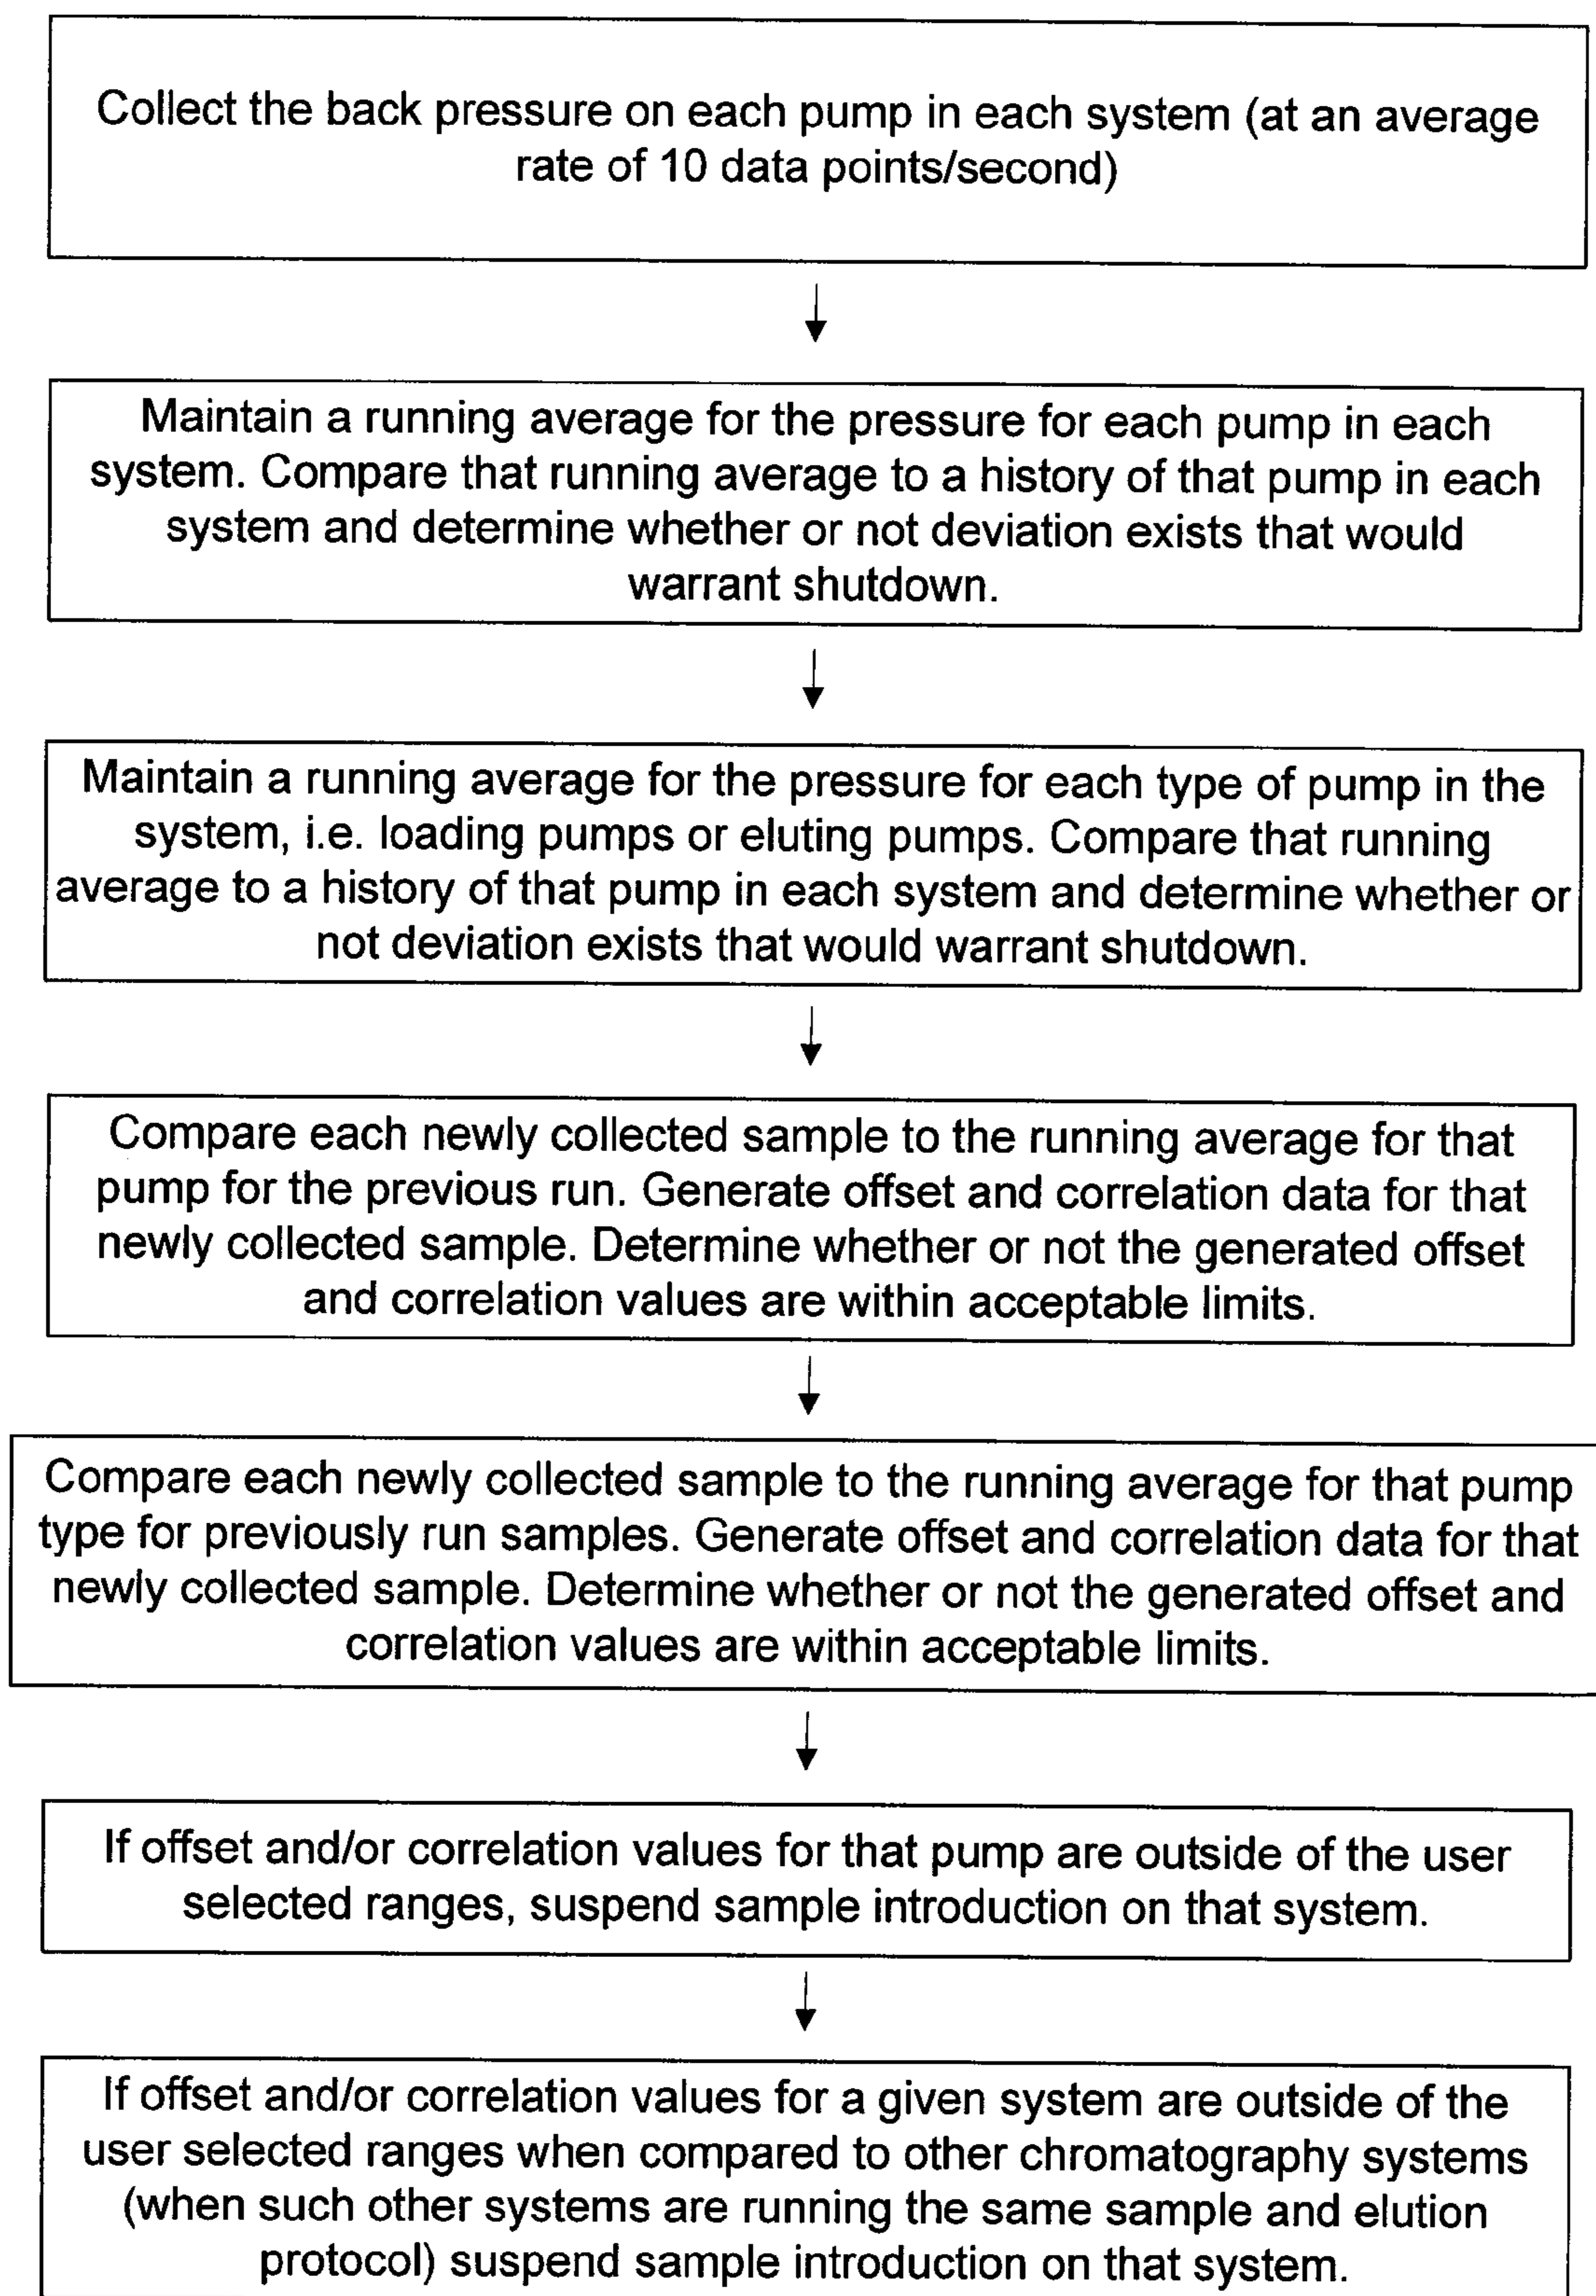 Collect the back pressure on each pump in each system (at an average
rate of 10 data points/second)
Maintain a running average for the pressure for each pump in each
system. Compare that running average to a history of that pump in each
system and determine whether or not deviation exists that would
warrant shutdown.
Maintain a running average for the pressure for each type of pump in the
system, i.e. loading pumps or eluting pumps. Compare that running
average to a history of that pump in each system and determine whether or
not deviation exists that would warrant shutdown.
Compare each newly collected sample to the running average for that
pump for the previous run. Generate offset and correlation data for that
newly collected sample. Determine whether or not the generated offset
and correlation values are within acceptable limits.
Compare each newly collected sample to the running average for that pump
type for previously run samples. Generate offset and correlation data for that
newly collected sample. Determine whether or not the generated offset and
correlation values are within acceptable limits.
If offset and/or correlation values for that pump are outside of the user
selected ranges, suspend sample introduction on that system.
If offset and/or correlation values for a given system are outside of the
user selected ranges when compared to other chromatography systems
(when such other systems are running the same sample and elution
protocol) suspend sample introduction on that system.